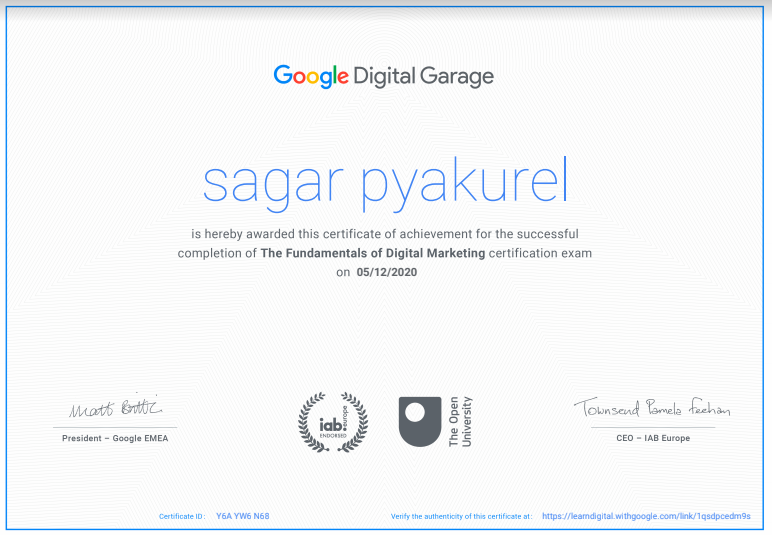 Google Digital Garage
sagar pyakurel
is hereby awarded this certificate of achievement for the successful
completion of The Fundamentals of Digital Marketing certification exam
on 05/12/2020
Matt Brittin
Townsend Pamela Feehan
President – Google EMEA
iab. europe
ENDORSED
The Open
University
CEO – IAB Europe
Certificate ID : Y6A YW6 N68
Verify the authenticity of this certificate at : https://learndigital.withgoogle.com/link/1qsdpcedm9s